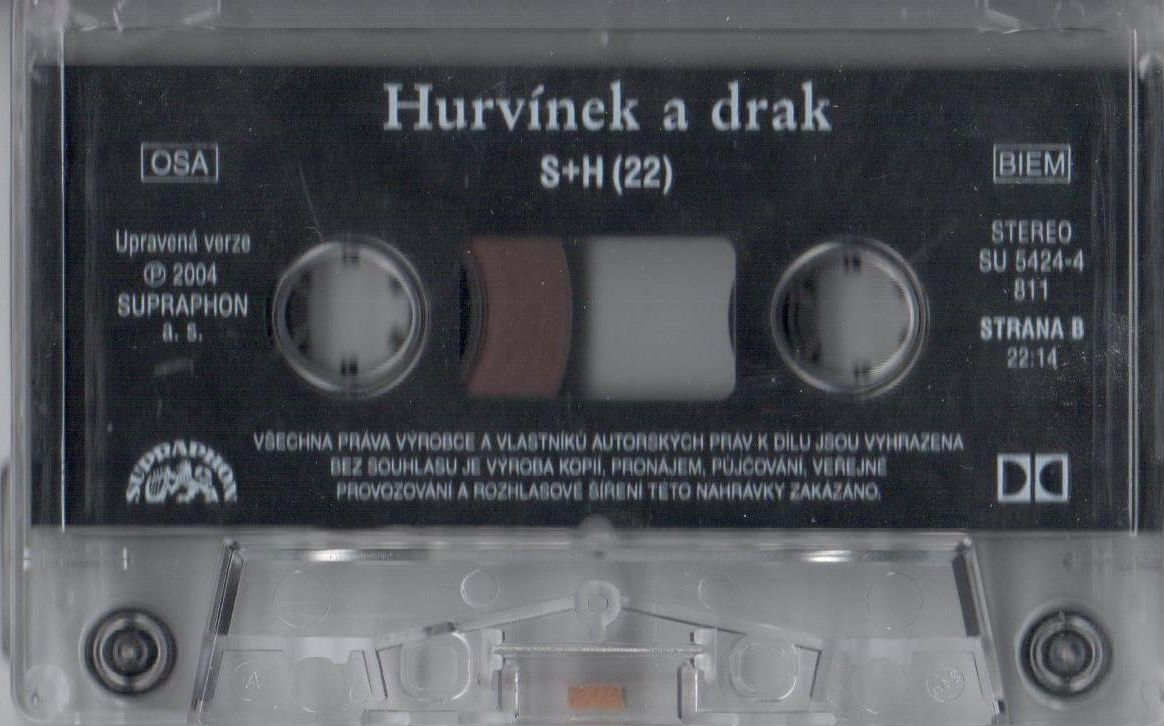 Hurvínek a drak
S+H (22)
OSA
BIEM
Upravená verze
℗ 2004
SUPRAPHON
a. s.
STEREO
SU 5424-4
811
STRANA B
22:14
VŠECHNA PRÁVA VÝROBCE A VLASTNÍKŮ AUTORSKÝCH PRÁV K DÍLU JSOU VYHRAZENA
BEZ SOUHLASU JE VÝROBA KOPIÍ, PRONÁJEM, PŮJČOVÁNÍ, VEŘEJNÉ
PROVOZOVÁNÍ A ROZHLASOVÉ ŠÍŘENÍ TÉTO NAHRÁVKY ZAKÁZÁNO.
SUPRAPHON
A